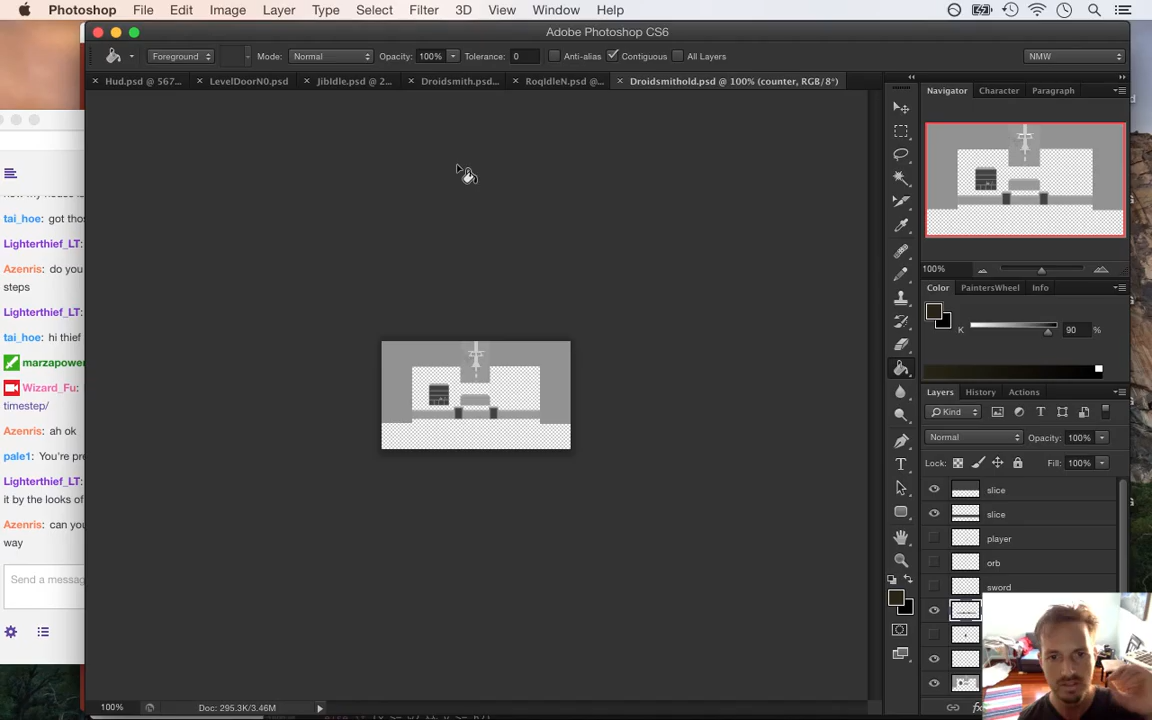 Photoshop File Edit Image Layer Type Select Filter 3D View Window Help
Adobe Photoshop CS6
Foreground Mode: Normal Opacity: 100% Tolerance: 0 Anti-alias Contiguous All Layers NMW
Hud.psd @ 567... LevelDoorN0.psd JibIdle.psd @ 2... Droidsmith.psd... RoqIdleN.psd @... Droidsmithold.psd @ 100% (counter, RGB/8*)
Navigator Character Paragraph
tai_hoe: got thos
Lighterthief_LT:
Azenris: do you
steps
Lighterthief_LT:
tai_hoe: hi thief
marzapower
Wizard_Fu:
timestep/
Azenris: ah ok
pale1: You're pre
Lighterthief_LT:
it by the looks of
Azenris: can you
way
Send a messag
100%
Color PaintersWheel Info
K 90 %
Layers History Actions
Kind
Normal Opacity: 100%
Lock: Fill: 100%
slice
slice
player
orb
sword
100% Doc: 295.3K/3.46M